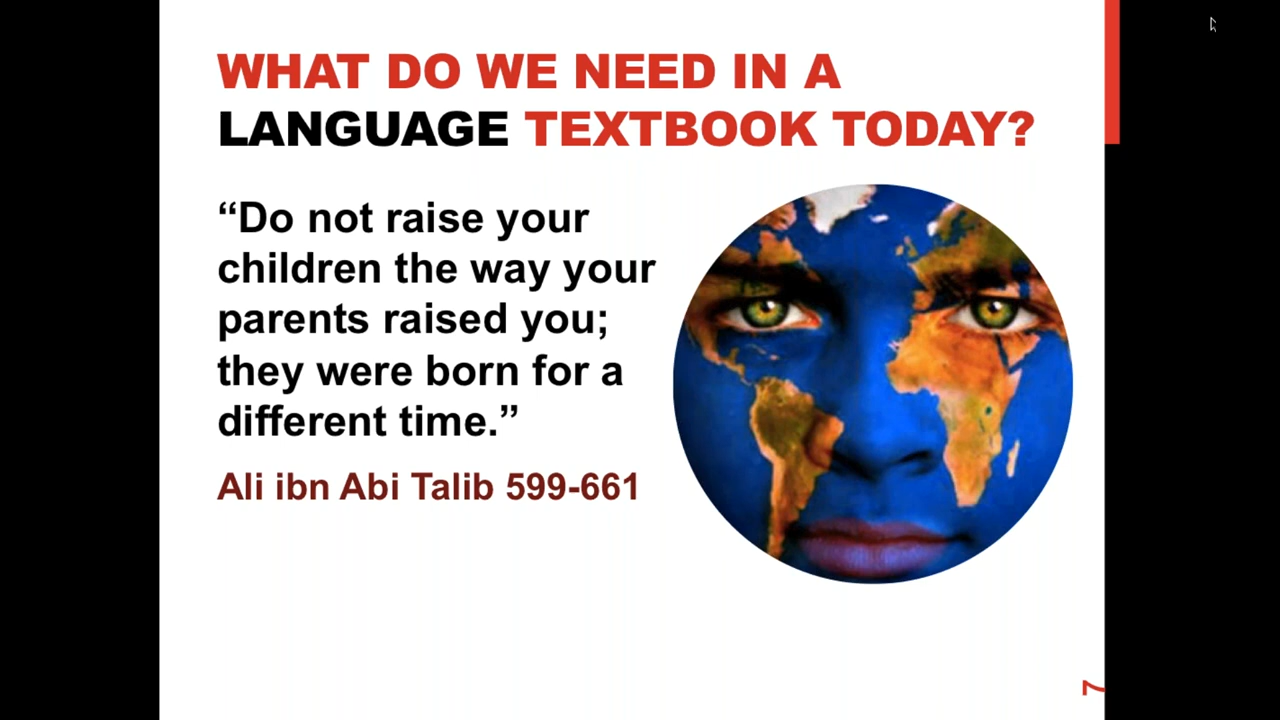 WHAT DO WE NEED IN A
LANGUAGE TEXTBOOK TODAY?
“Do not raise your
children the way your
parents raised you;
they were born for a
different time.”
Ali ibn Abi Talib 599-661
7